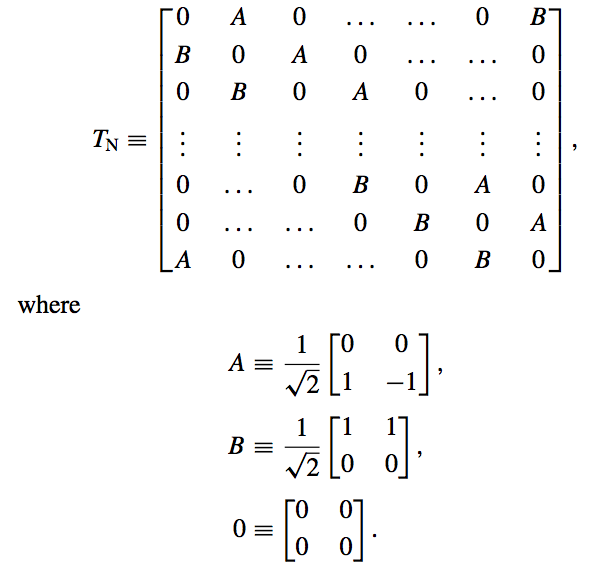 T_N ≡ [ 0 A 0 … … 0 B
B 0 A 0 … … 0
0 B 0 A 0 … 0
⋮ ⋮ ⋮ ⋮ ⋮ ⋮ ⋮
0 … 0 B 0 A 0
0 … … 0 B 0 A
A 0 … … 0 B 0 ] ,
where
A ≡ 1/√2 [ 0 0 ; 1 −1 ] ,
B ≡ 1/√2 [ 1 1 ; 0 0 ] ,
0 ≡ [ 0 0 ; 0 0 ] .